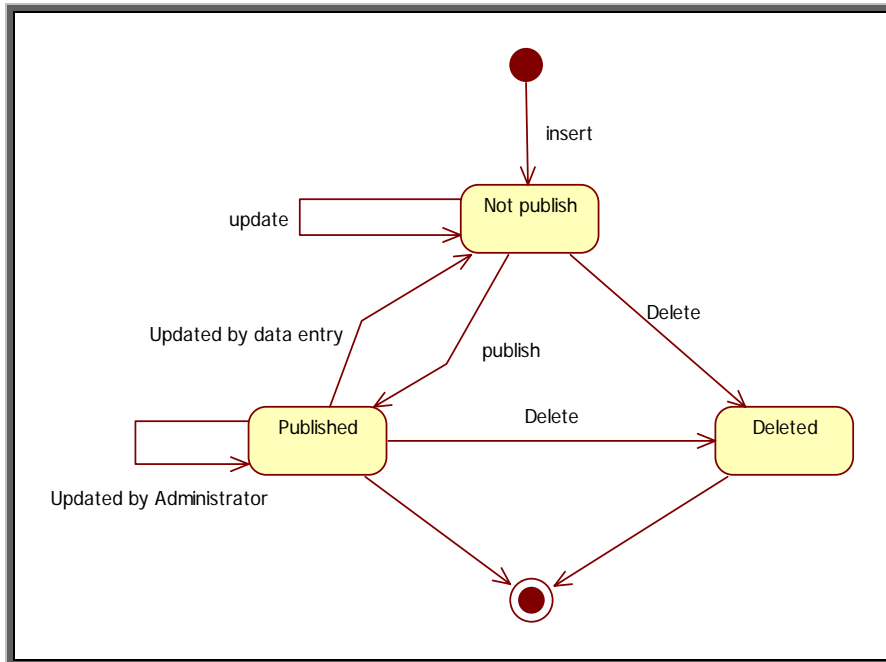 insert
Not publish
update
Delete
Updated by data entry
publish
Delete
Published
Deleted
Updated by Administrator